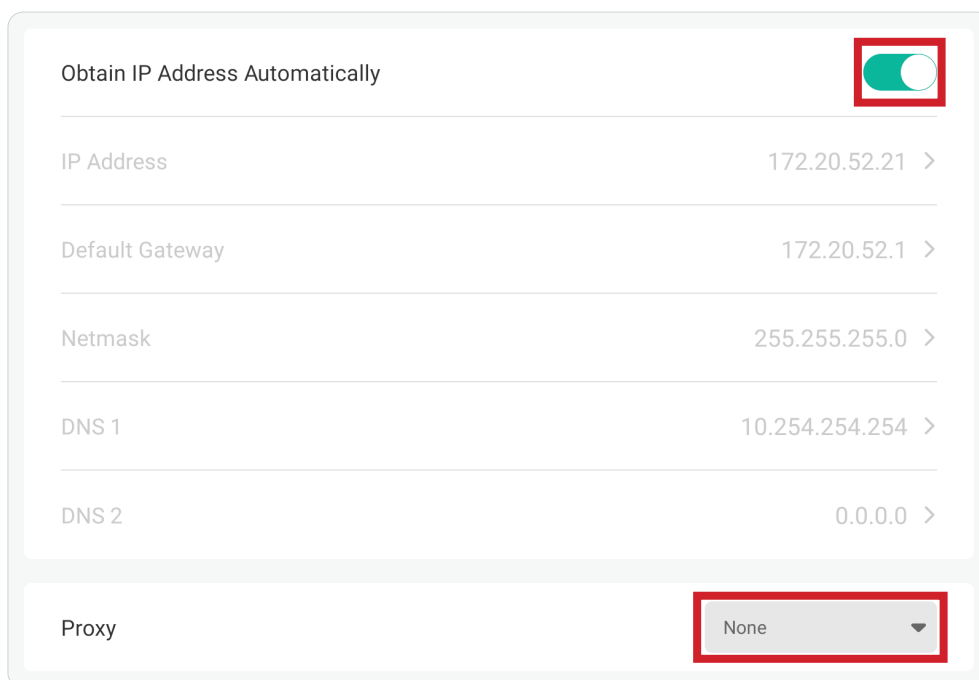 Obtain IP Address Automatically
IP Address 172.20.52.21
Default Gateway 172.20.52.1
Netmask 255.255.255.0
DNS 1 10.254.254.254
DNS 2 0.0.0.0
Proxy None